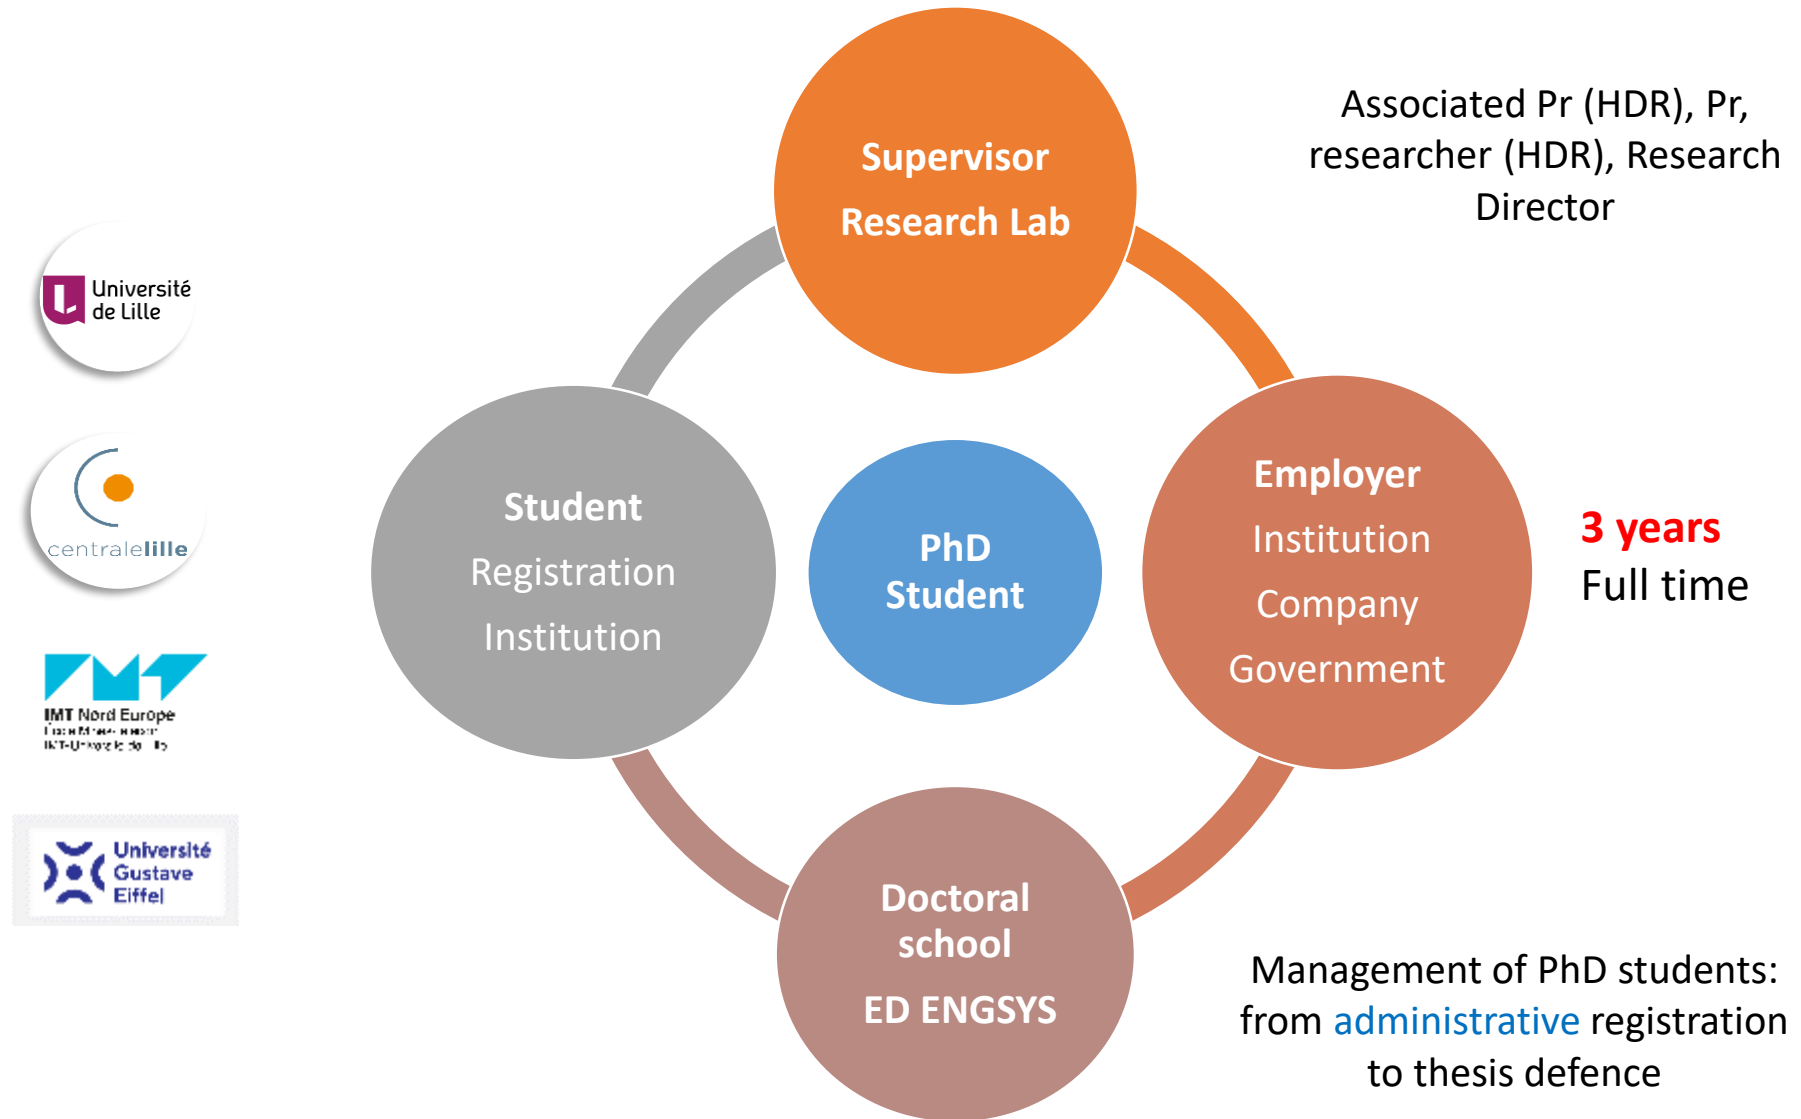 Supervisor
Research Lab
Associated Pr (HDR), Pr,
researcher (HDR), Research
Director
Université
de Lille
centralelille
IMT Nord Europe
Université
Gustave
Eiffel
Student
Registration
Institution
PhD
Student
Employer
Institution
Company
Government
3 years
Full time
Doctoral
school
ED ENGSYS
Management of PhD students:
from administrative registration
to thesis defence